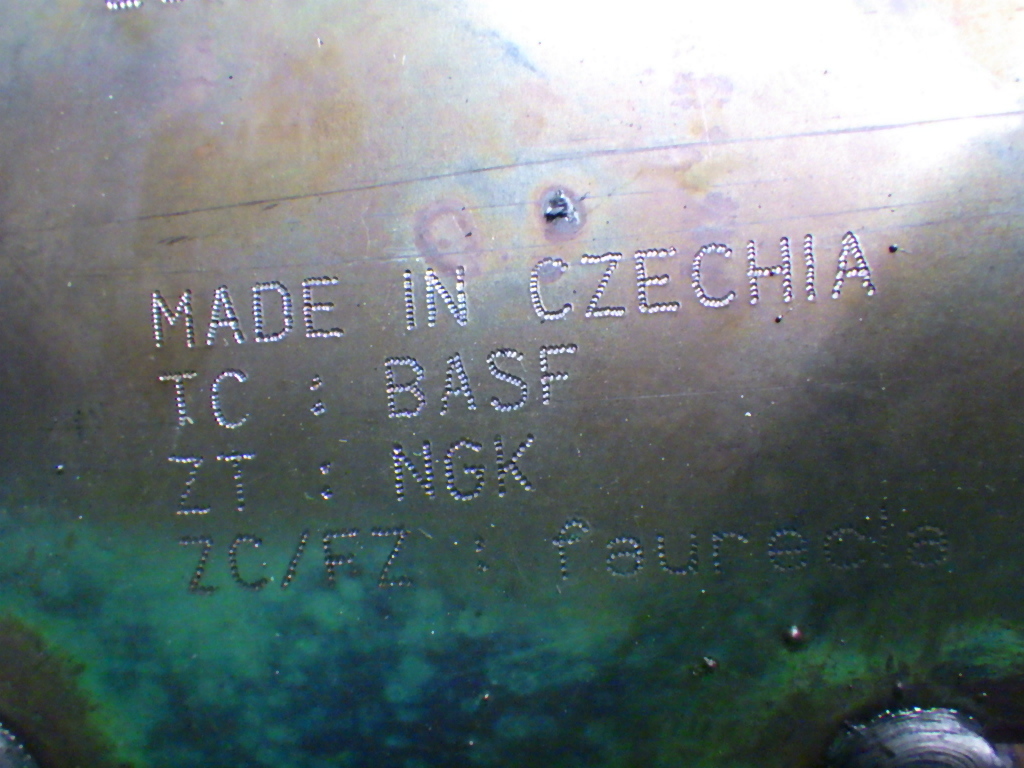 MADE IN CZECHIA
TC : BASF
ZT : NGK
ZC/FZ : faurecia